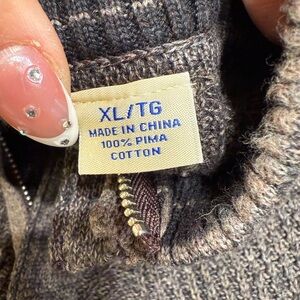 XL/TG
MADE IN CHINA
100% PIMA
COTTON